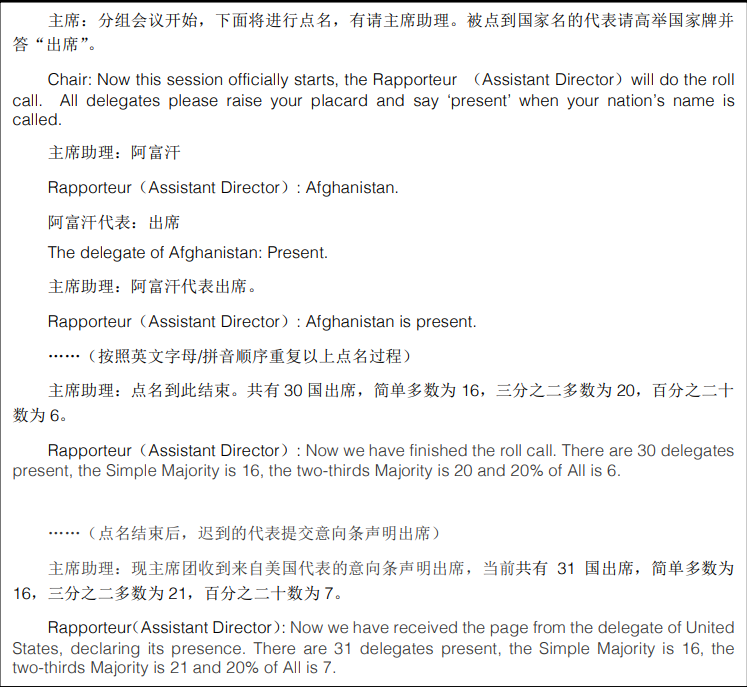 主席：分组会议开始，下面将进行点名，有请主席助理。被点到国家名的代表请高举国家牌并
答“出席”。
Chair: Now this session officially starts, the Rapporteur （Assistant Director）will do the roll
call. All delegates please raise your placard and say ‘present’ when your nation’s name is
called.
主席助理：阿富汗
Rapporteur（Assistant Director）: Afghanistan.
阿富汗代表：出席
The delegate of Afghanistan: Present.
主席助理：阿富汗代表出席。
Rapporteur（Assistant Director）: Afghanistan is present.
……（按照英文字母/拼音顺序重复以上点名过程）
主席助理：点名到此结束。共有 30 国出席，简单多数为 16，三分之二多数为 20，百分之二十
数为 6。
Rapporteur（Assistant Director）: Now we have finished the roll call. There are 30 delegates
present, the Simple Majority is 16, the two-thirds Majority is 20 and 20% of All is 6.
……（点名结束后，迟到的代表提交意向条声明出席）
主席助理：现主席团收到来自美国代表的意向条声明出席，当前共有 31 国出席，简单多数为
16，三分之二多数为 21，百分之二十数为 7。
Rapporteur（Assistant Director）: Now we have received the page from the delegate of United
States, declaring its presence. There are 31 delegates present, the Simple Majority is 16, the
two-thirds Majority is 21 and 20% of All is 7.